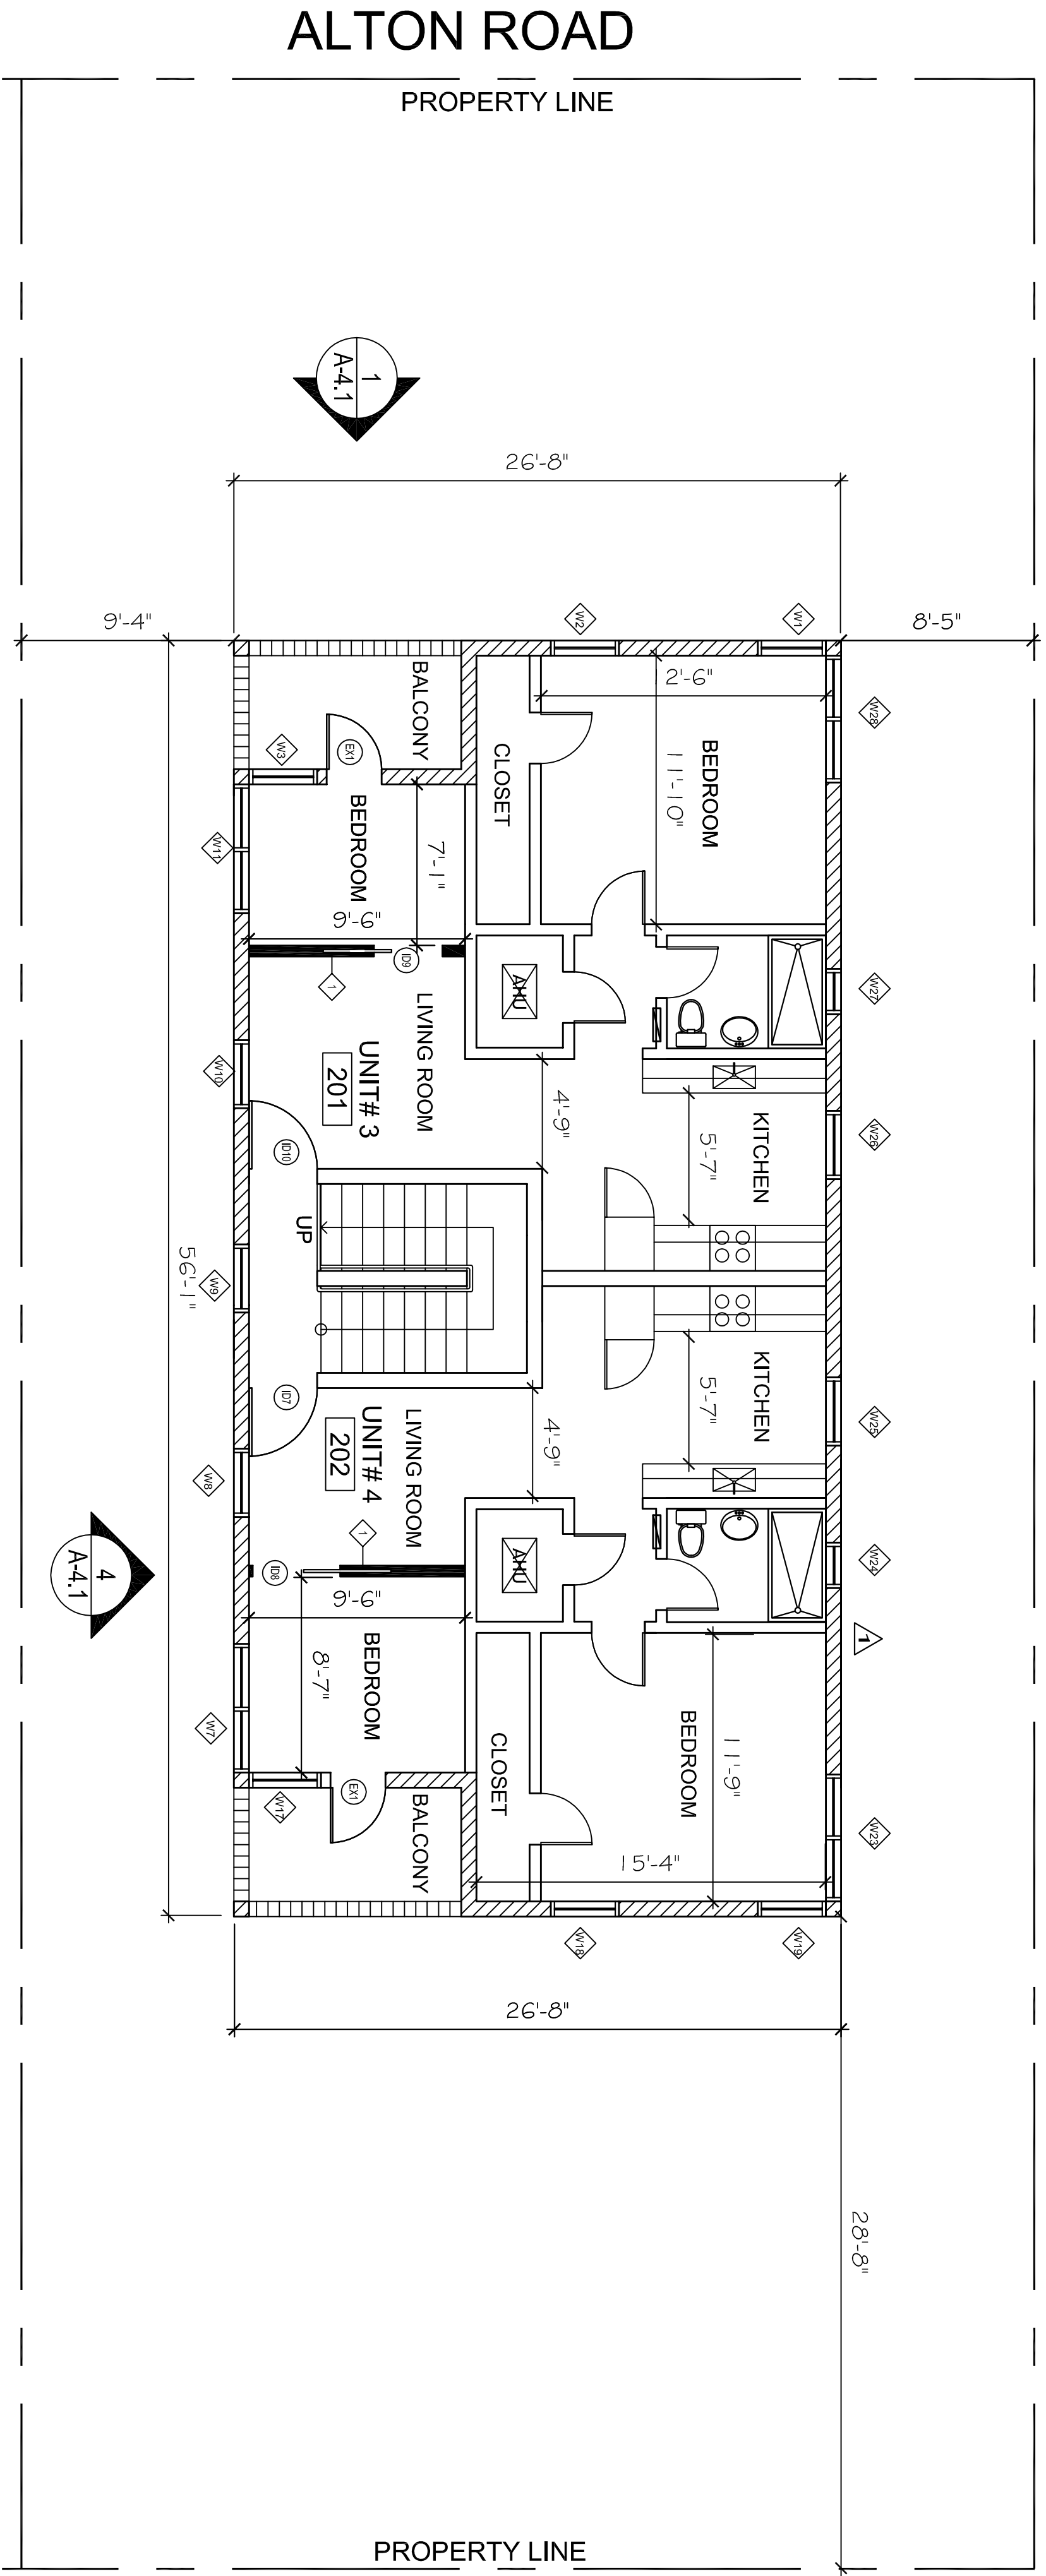 ALTON ROAD
PROPERTY LINE
1
A-4.1
26'-8"
9'-4"
8'-5"
W2
W1
W28
BALCONY
2'-6"
W3
EX1
CLOSET
BEDROOM
11'-10"
W11
BEDROOM
7'-1"
9'-6"
ID9
1
AHU
W27
LIVING ROOM
UNIT# 3
201
W10
4'-9"
5'-7"
KITCHEN
W26
ID10
UP
56'-1"
W9
ID7
4'-9"
5'-7"
KITCHEN
W25
LIVING ROOM
UNIT# 4
202
W8
1
4
A-4.1
ID8
AHU
W24
1
9'-6"
BEDROOM
8'-7"
W7
CLOSET
BEDROOM
11'-9"
W17
EX1
BALCONY
15'-4"
W23
W18
W19
26'-8"
28'-8"
PROPERTY LINE